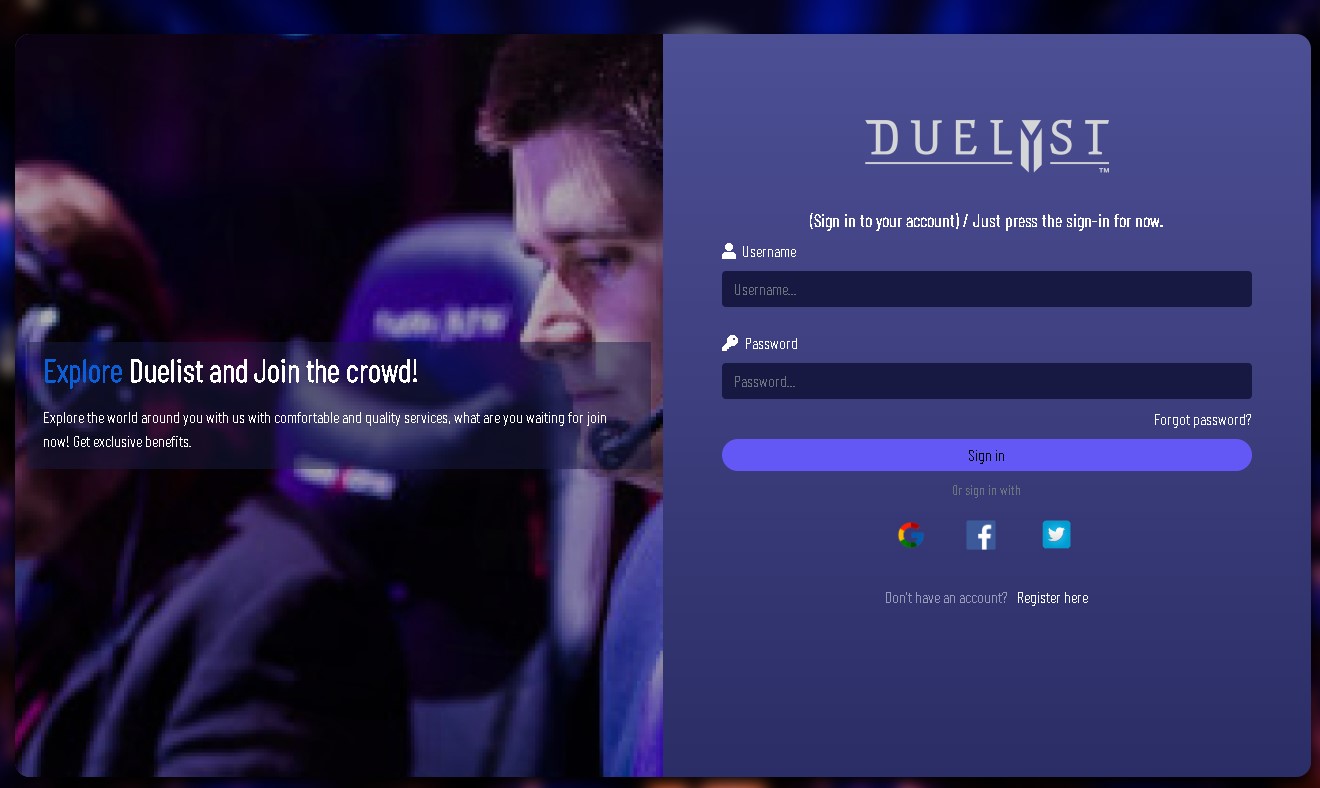 Explore Duelist and Join the crowd!
Explore the world around you with us with comfortable and quality services, what are you waiting for join
now! Get exclusive benefits.
DUELYST™
(Sign in to your account) / Just press the sign-in for now.
Username
Username...
Password
Password...
Forgot password?
Sign in
Or sign in with
Don't have an account? Register here